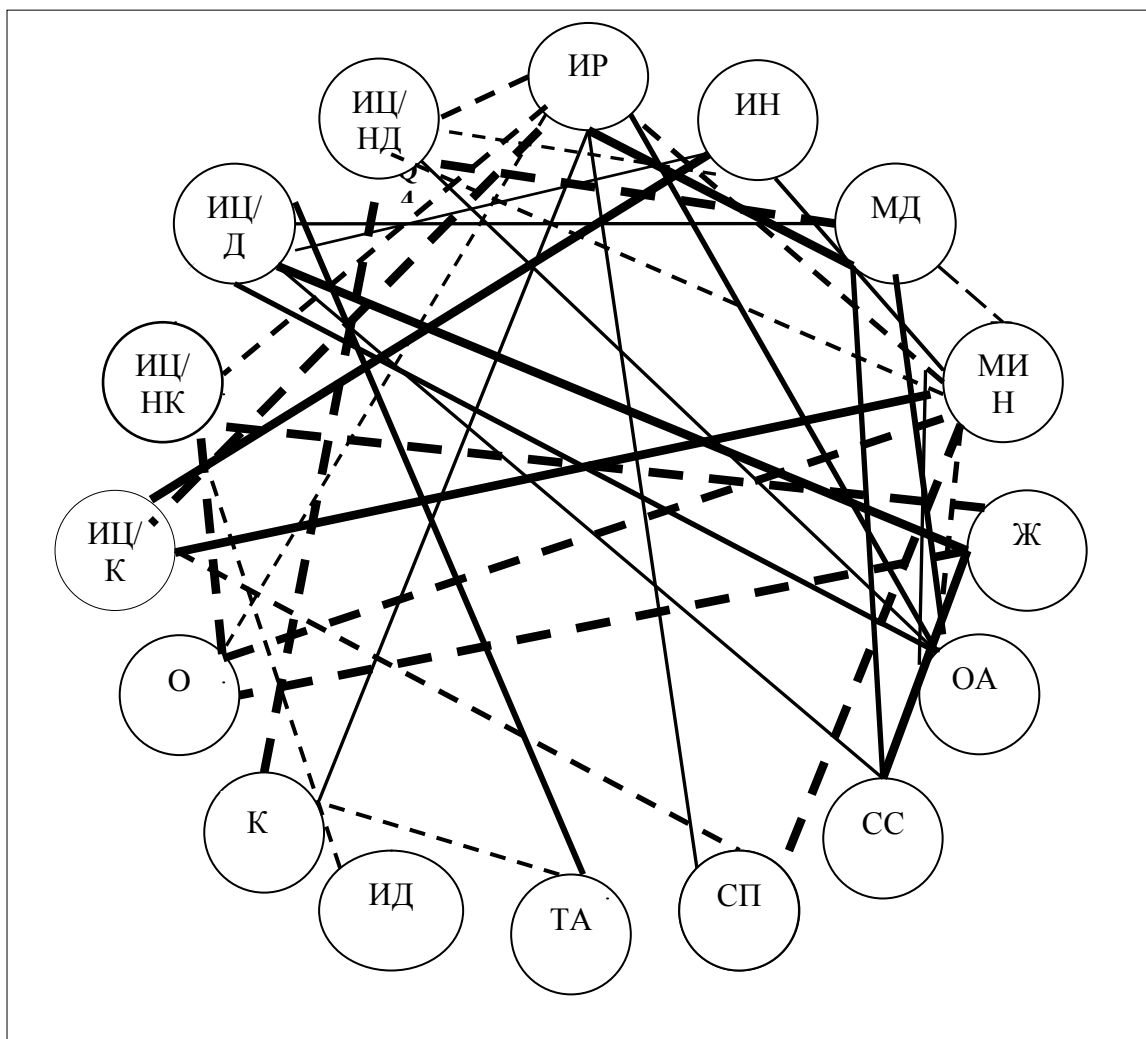 ИР
ИЦ/
НД
ИН
ИЦ/
Д
МД
ИЦ/
НК
МИ
Н
ИЦ/
К
Ж
О
ОА
К
СС
ИД
ТА
СП